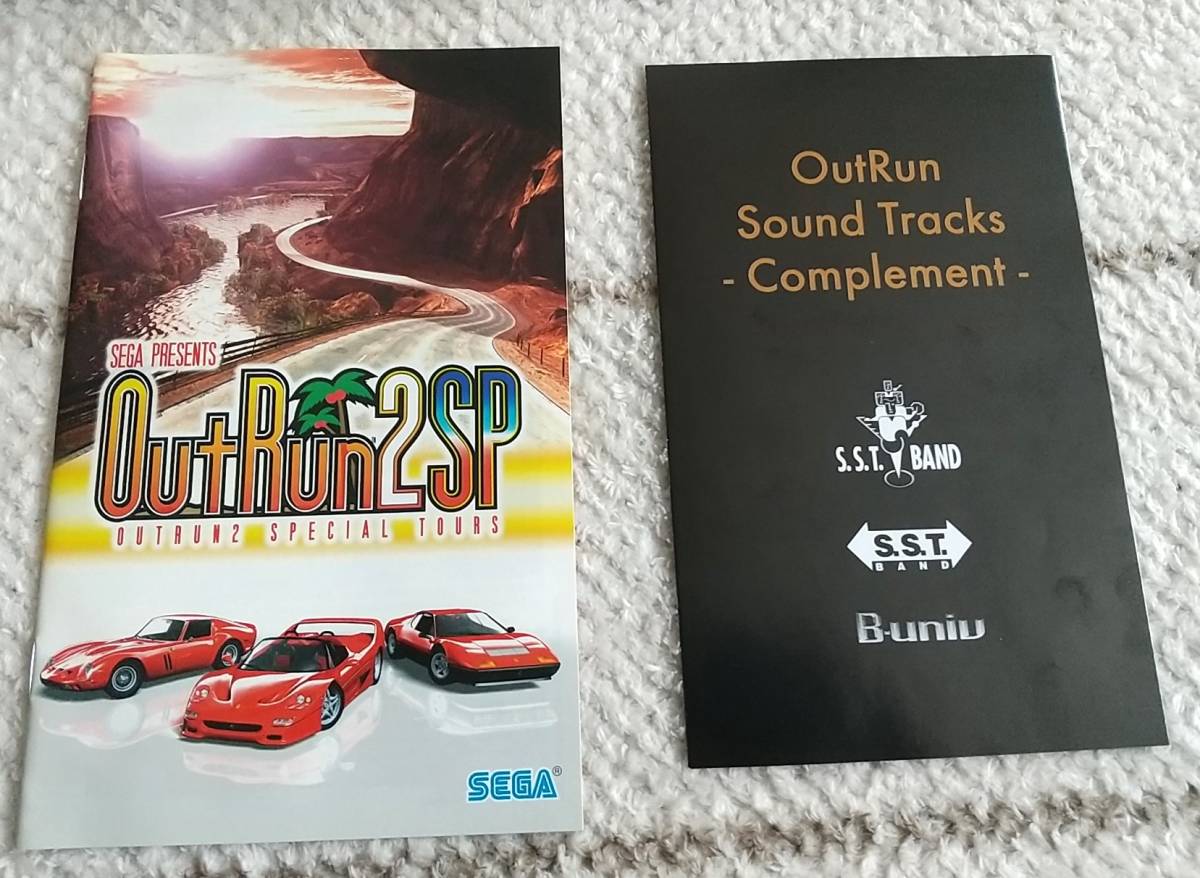 SEGA PRESENTS
OutRun2SP
OUTRUN2 SPECIAL TOURS
SEGA®
OutRun
Sound Tracks
- Complement -
S.S.T. BAND
S.S.T.
BAND
B-univ